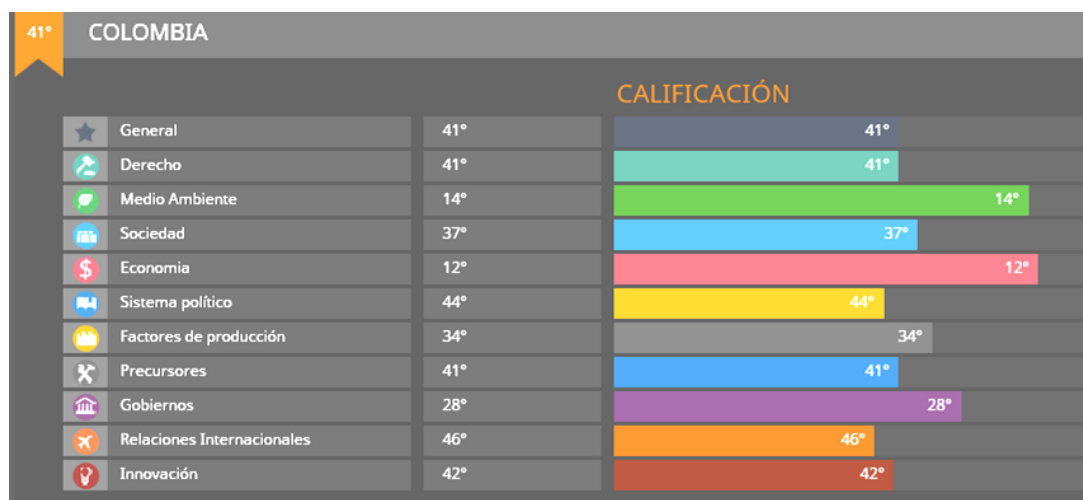 41° COLOMBIA
CALIFICACIÓN
General 41° 41°
Derecho 41° 41°
Medio Ambiente 14° 14°
Sociedad 37° 37°
Economia 12° 12°
Sistema político 44° 44°
Factores de producción 34° 34°
Precursores 41° 41°
Gobiernos 28° 28°
Relaciones Internacionales 46° 46°
Innovación 42° 42°